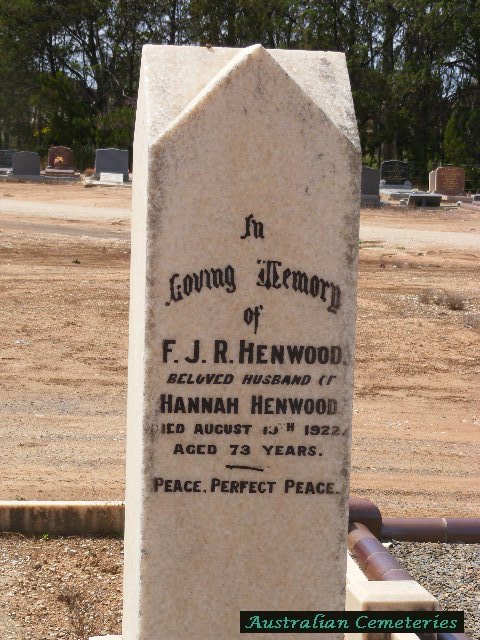 In
Loving Memory
of
F. J. R. HENWOOD.
BELOVED HUSBAND OF
HANNAH HENWOOD.
DIED AUGUST 1922.
AGED 73 YEARS.
PEACE, PERFECT PEACE.
Australian Cemeteries